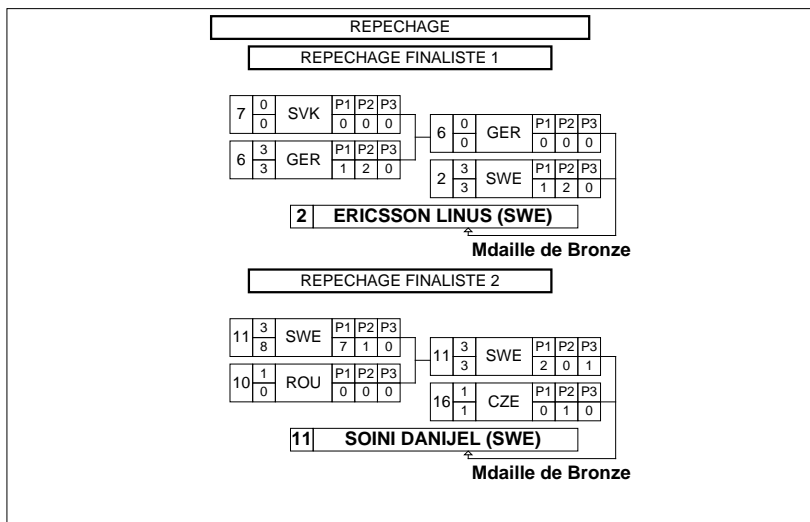 REPECHAGE
REPECHAGE FINALISTE 1
7 0 SVK P1 P2 P3
0 0 0 0
6 3 GER P1 P2 P3
3 1 2 0
6 0 GER P1 P2 P3
0 0 0 0
2 3 SWE P1 P2 P3
3 1 2 0
2 ERICSSON LINUS (SWE)
Mdaille de Bronze
REPECHAGE FINALISTE 2
11 3 SWE P1 P2 P3
8 7 1 0
10 1 ROU P1 P2 P3
0 0 0 0
11 3 SWE P1 P2 P3
3 2 0 1
16 1 CZE P1 P2 P3
1 0 1 0
11 SOINI DANIJEL (SWE)
Mdaille de Bronze